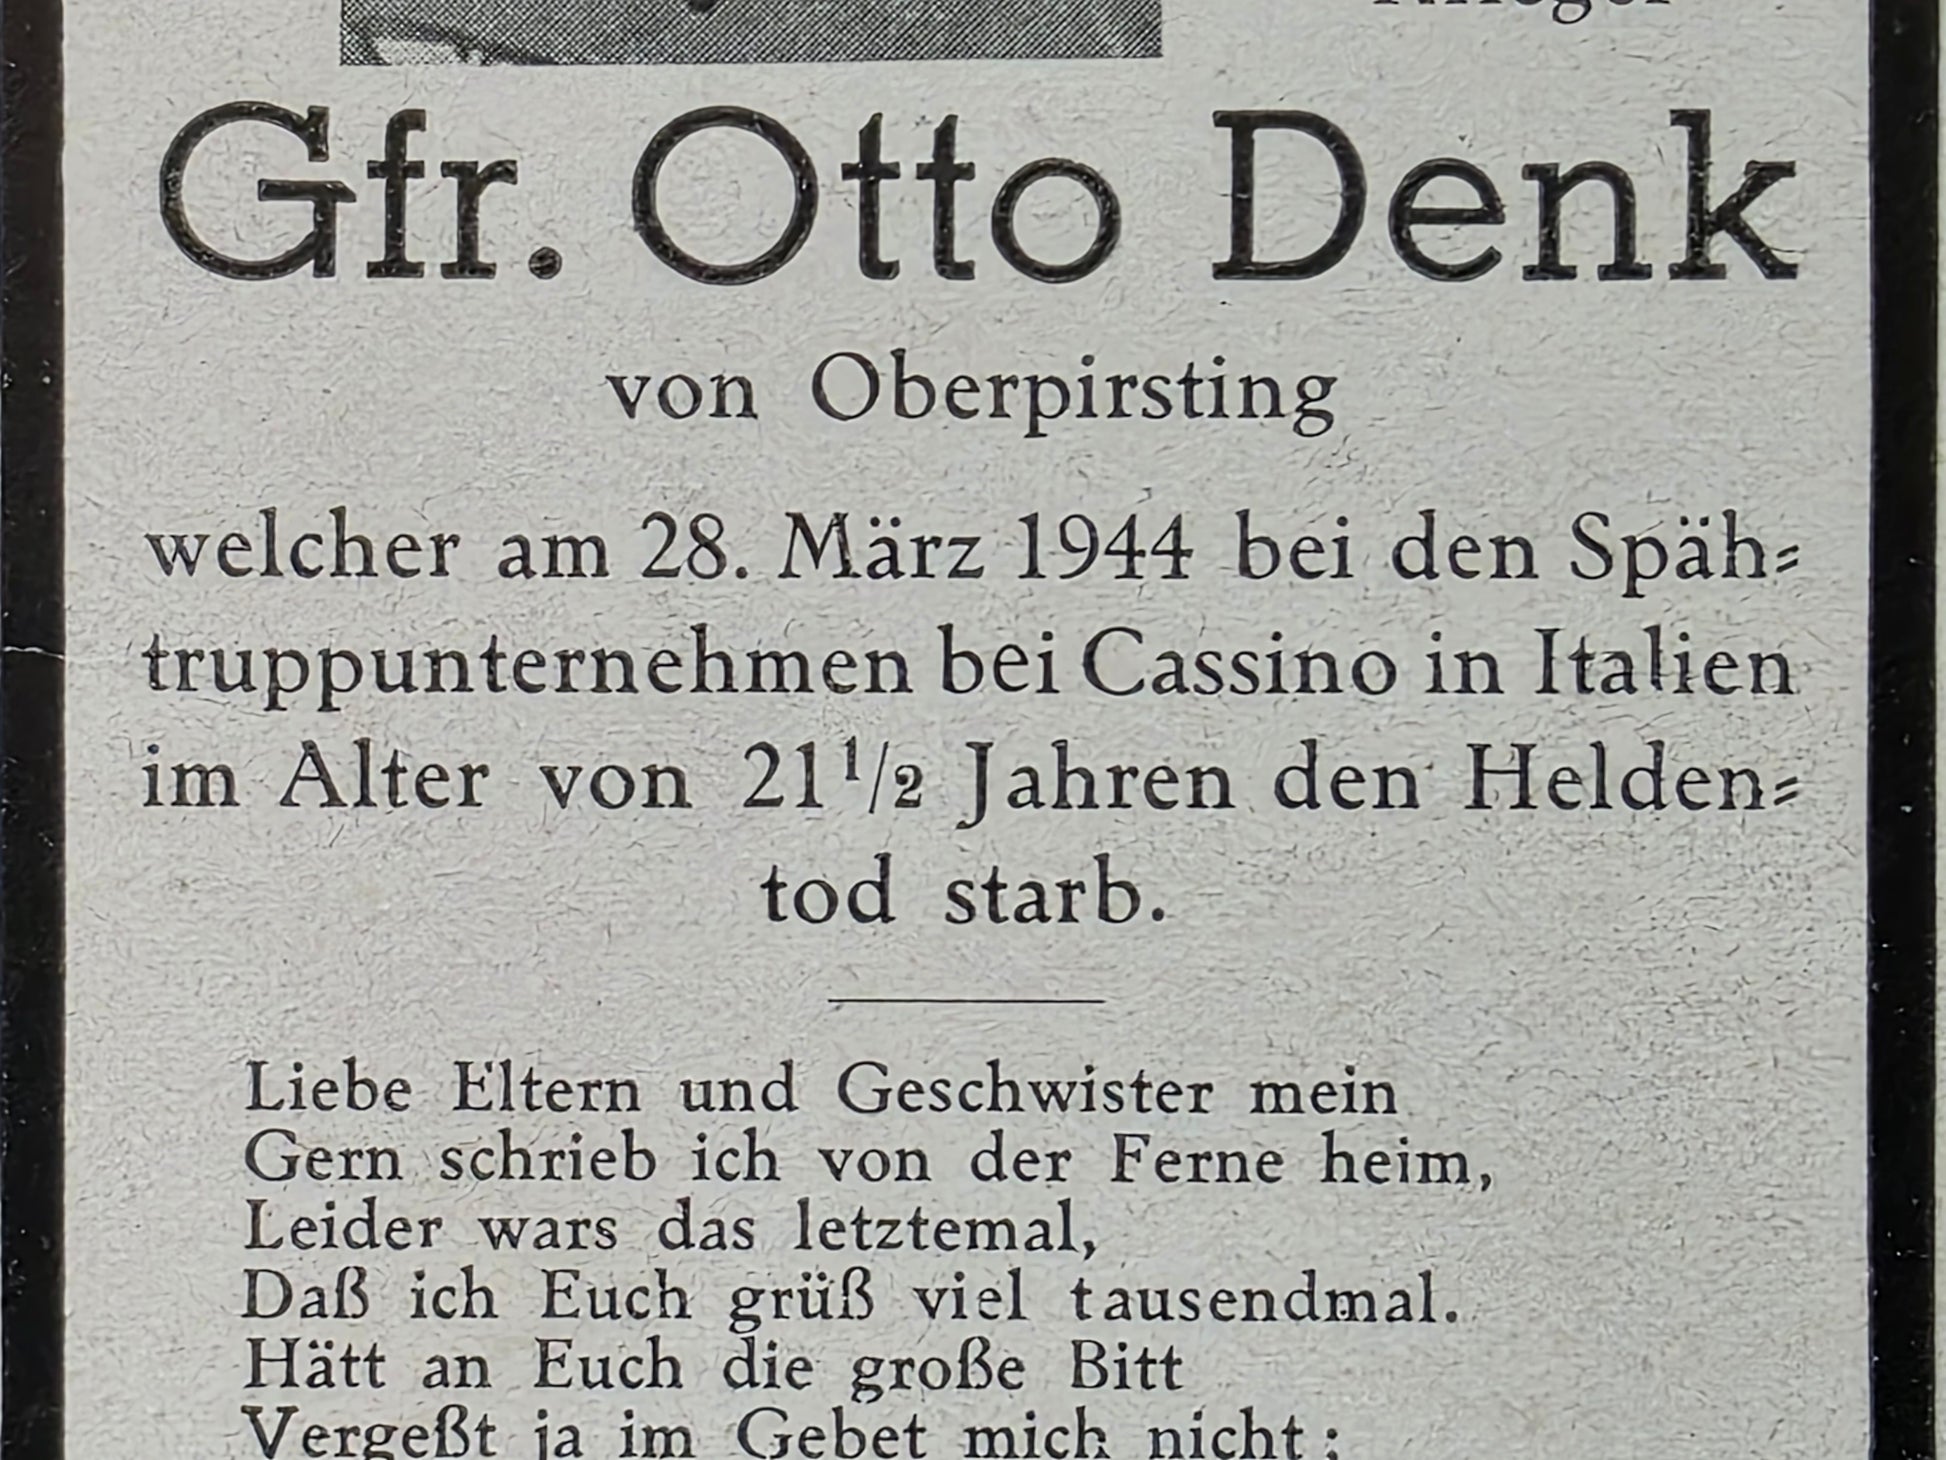 Krieger
Gfr. Otto Denk
von Oberpirsting
welcher am 28. März 1944 bei den Späh-
truppunternehmen bei Cassino in Italien
im Alter von 21 1/2 Jahren den Helden-
tod starb.
Liebe Eltern und Geschwister mein
Gern schrieb ich von der Ferne heim,
Leider wars das letztemal,
Daß ich Euch grüß viel tausendmal.
Hätt an Euch die große Bitt
Vergeßt ja im Gebet mich nicht;